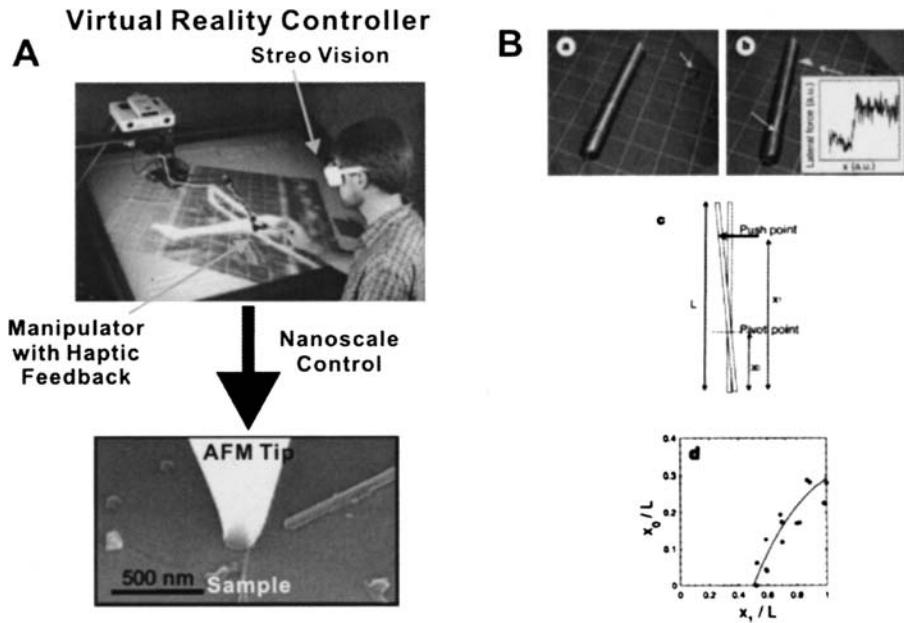 Virtual Reality Controller
A
Streo Vision
Manipulator
with Haptic
Feedback
Nanoscale
Control
AFM Tip
500 nm
Sample
B
a
b
Lateral force (a.u.)
x (a.u.)
c
Push point
L
x₁
Pivot point
x₀
d
x₀ / L
0.4
0.3
0.2
0.1
0
0
0.2
0.4
0.6
0.8
1
x₁ / L